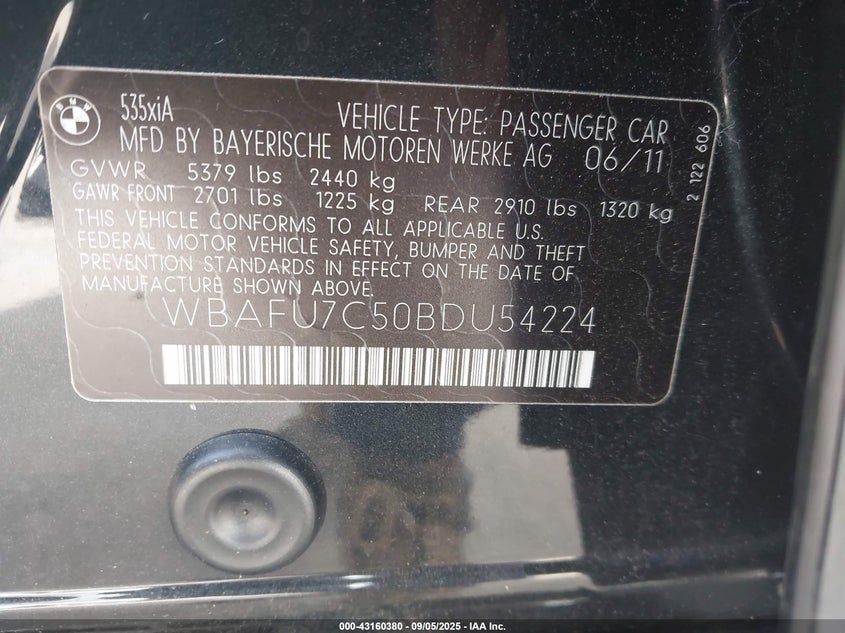 BMW
535xiA
VEHICLE TYPE: PASSENGER CAR
MFD BY BAYERISCHE MOTOREN WERKE AG 06/11
GVWR 5379 lbs 2440 kg
GAWR FRONT 2701 lbs 1225 kg REAR 2910 lbs 1320 kg
THIS VEHICLE CONFORMS TO ALL APPLICABLE U.S.
FEDERAL MOTOR VEHICLE SAFETY, BUMPER AND THEFT
PREVENTION STANDARDS IN EFFECT ON THE DATE OF
MANUFACTURE SHOWN ABOVE.
WBAFU7C50BDU54224
2 122 606
000-43160380 - 09/05/2025 - IAA Inc.